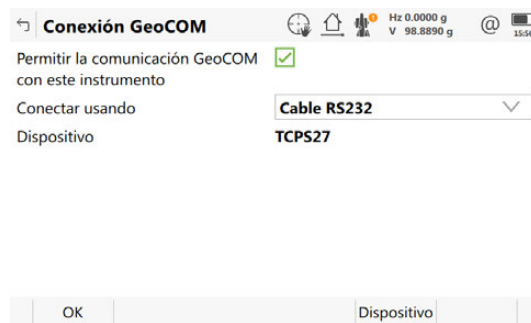 Conexión GeoCOM
Hz 0.0000 g
V 98.8890 g
@
Permitir la comunicación GeoCOM
con este instrumento
Conectar usando
Cable RS232
Dispositivo
TCPS27
OK
Dispositivo